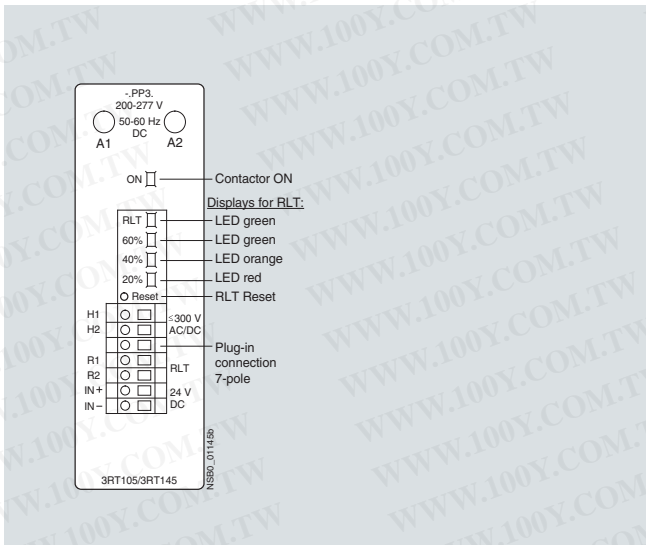 -.PP3.
200-277 V
50-60 Hz
DC
A1 A2
ON Contactor ON
Displays for RLT:
RLT LED green
60% LED green
40% LED orange
20% LED red
Reset RLT Reset
H1 ≤300 V
H2 AC/DC
Plug-in
connection
7-pole
R1 RLT
R2
IN+ 24 V
IN– DC
NSB0_01145b
3RT105/3RT145
WWW.100Y.COM.TW